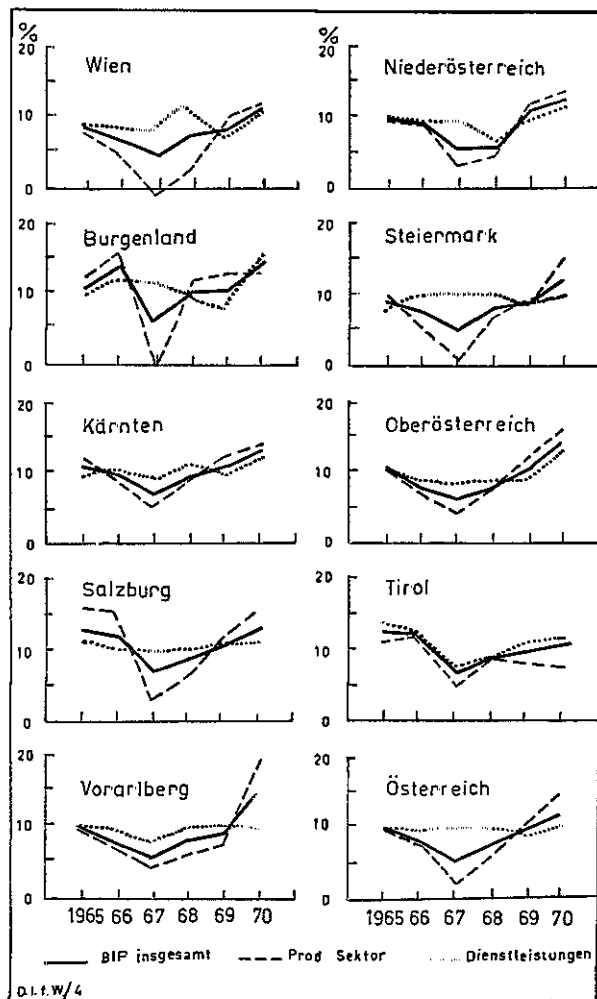 % %
20 Wien 20 Niederösterreich
10 10
0 0
20 Burgenland 20 Steiermark
10 10
0 0
20 Kärnten 20 Oberösterreich
10 10
0 0
20 Salzburg 20 Tirol
10 10
0 0
20 Vorarlberg 20 Österreich
10 10
0 0
1965 66 67 68 69 70 1965 66 67 68 69 70
BIP insgesamt Prod Sektor Dienstleistungen
Ö.I.f.W/4